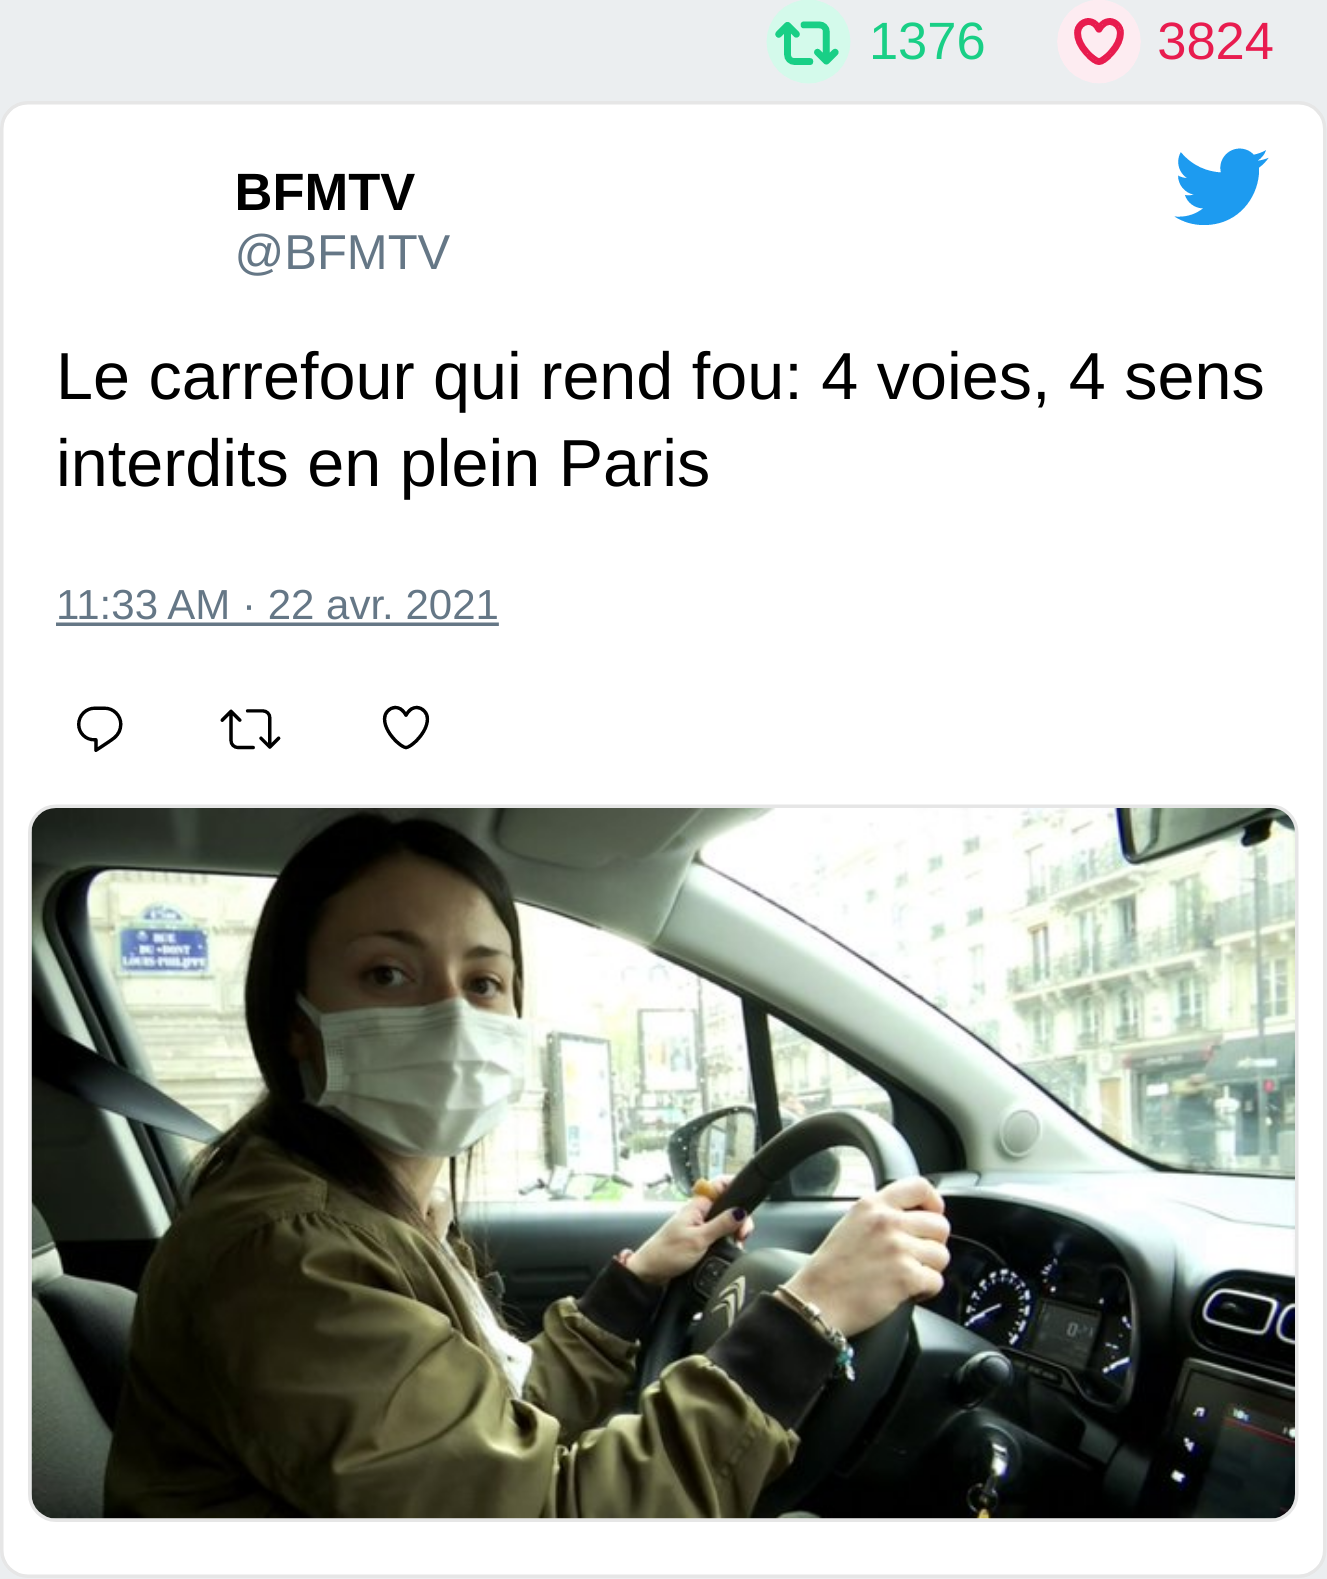 1376 3824
BFMTV
@BFMTV
Le carrefour qui rend fou: 4 voies, 4 sens
interdits en plein Paris
11:33 AM · 22 avr. 2021
RUE
DU PONT
LOUIS-PHILIPPE